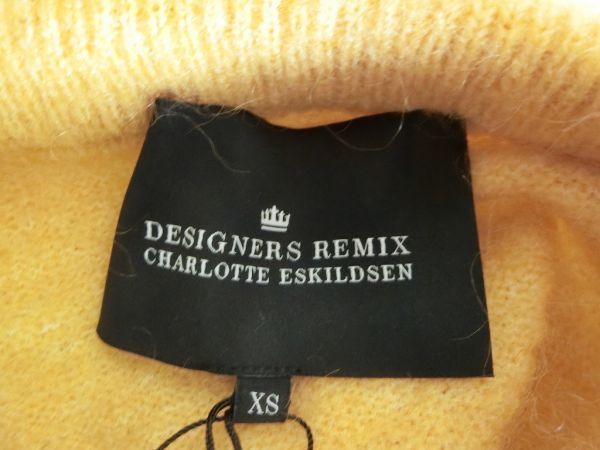 DESIGNERS REMIX
CHARLOTTE ESKILDSEN
XS